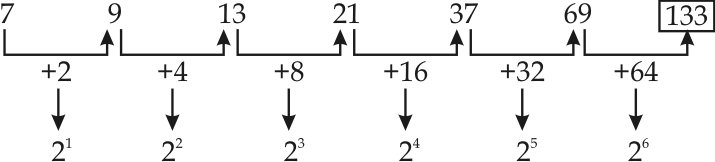 7 9 13 21 37 69 133
+2 +4 +8 +16 +32 +64
2¹ 2² 2³ 2⁴ 2⁵ 2⁶